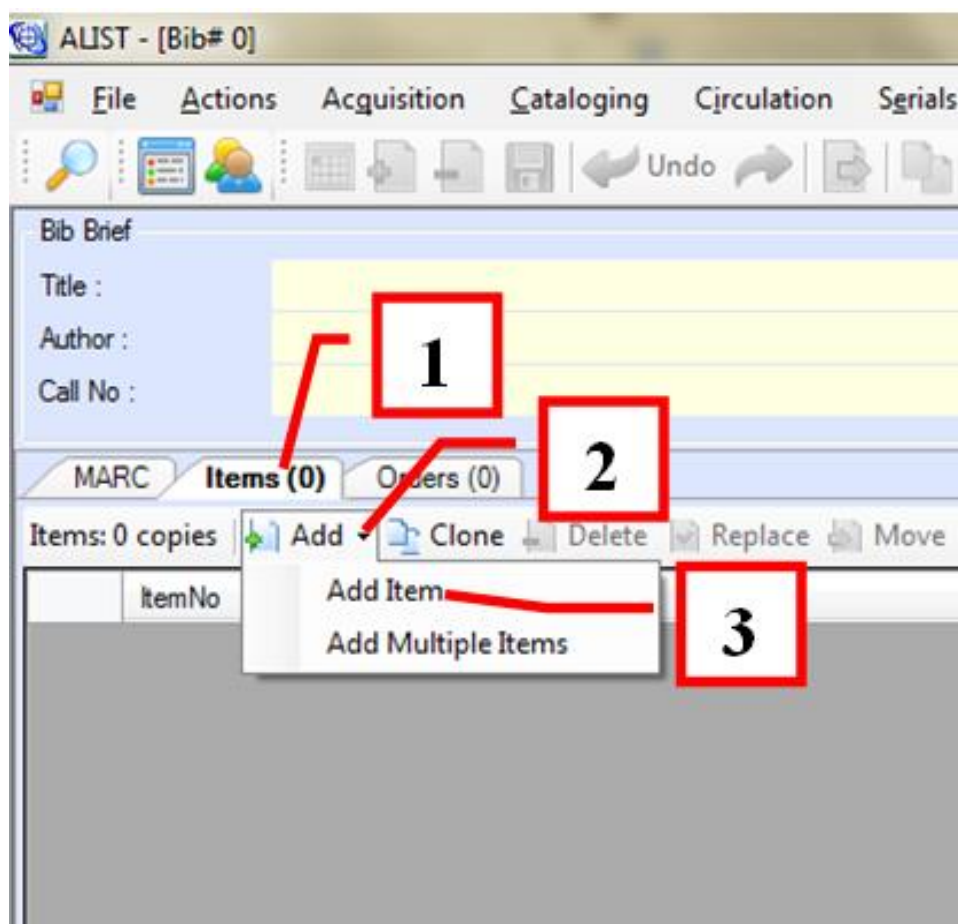 ALIST - [Bib# 0]
File Actions Acquisition Cataloging Circulation Serials
Undo
Bib Brief
Title :
Author :
Call No :
1
2
MARC Items (0) Orders (0)
Items: 0 copies Add Clone Delete Replace Move
ItemNo
Add Item
Add Multiple Items
3